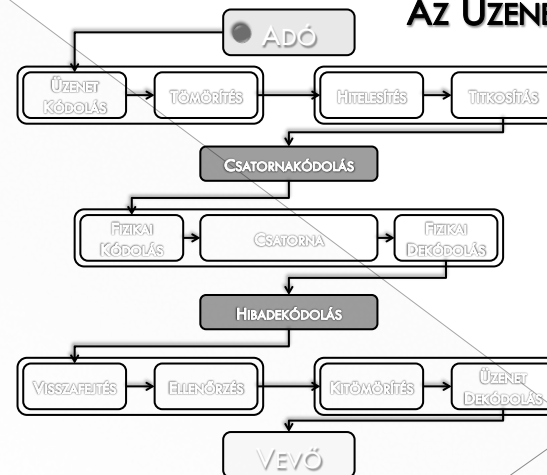 Az Üzene
Adó
Üzenet
Kódolás
Tömörítés
Hitelesítés
Titkosítás
Csatornakódolás
Fizikai
Kódolás
Csatorna
Fizikai
Dekódolás
Hibadekódolás
Visszafejtés
Ellenőrzés
Kitömörítés
Üzenet
Dekódolás
Vevő